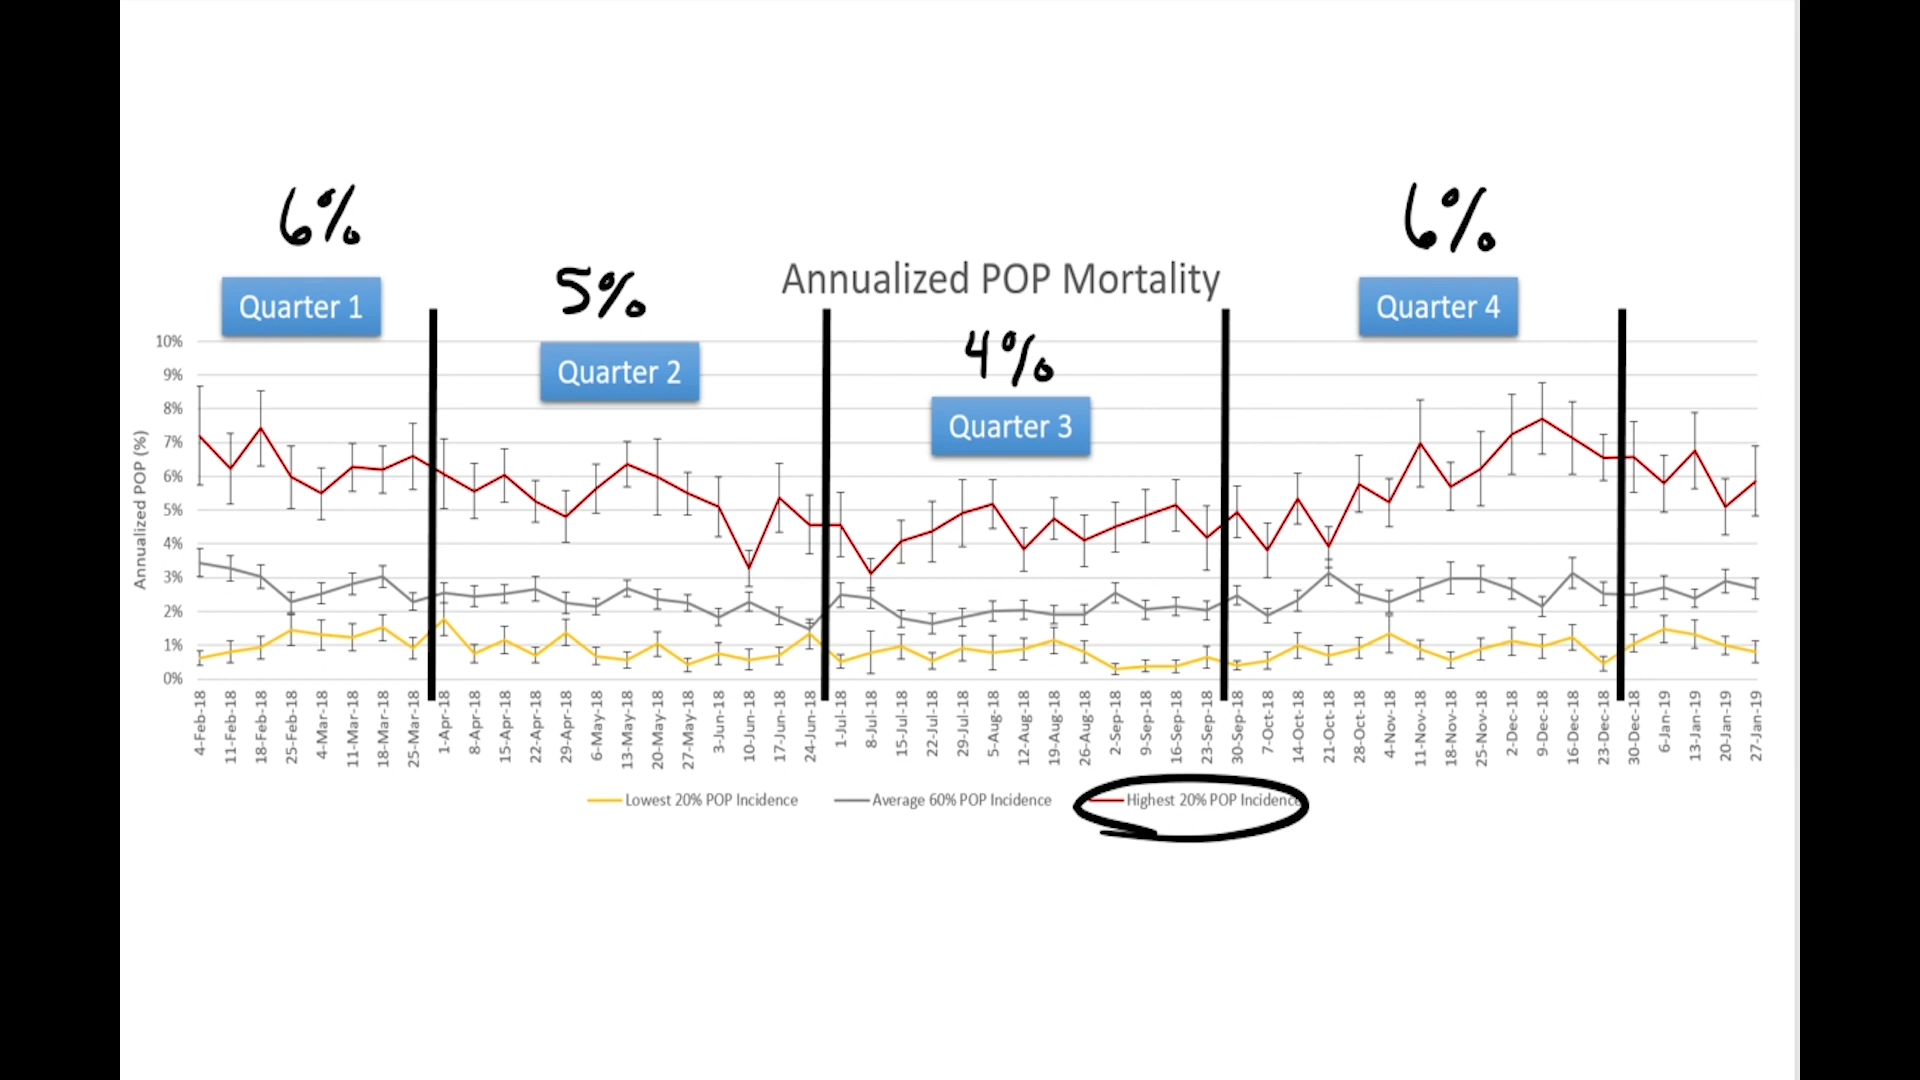 6%
6%
Quarter 1
5%
Annualized POP Mortality
Quarter 4
4%
Quarter 2
Quarter 3
Annualized POP (%)
10%
9%
8%
7%
6%
5%
4%
3%
2%
1%
0%
4-Feb-18
11-Feb-18
18-Feb-18
25-Feb-18
4-Mar-18
11-Mar-18
18-Mar-18
25-Mar-18
1-Apr-18
8-Apr-18
15-Apr-18
22-Apr-18
29-Apr-18
6-May-18
13-May-18
20-May-18
27-May-18
3-Jun-18
10-Jun-18
17-Jun-18
24-Jun-18
1-Jul-18
8-Jul-18
15-Jul-18
22-Jul-18
29-Jul-18
5-Aug-18
12-Aug-18
19-Aug-18
26-Aug-18
2-Sep-18
9-Sep-18
16-Sep-18
23-Sep-18
30-Sep-18
7-Oct-18
14-Oct-18
21-Oct-18
28-Oct-18
4-Nov-18
11-Nov-18
18-Nov-18
25-Nov-18
2-Dec-18
9-Dec-18
16-Dec-18
23-Dec-18
30-Dec-18
6-Jan-19
13-Jan-19
20-Jan-19
27-Jan-19
Lowest 20% POP Incidence
Average 60% POP Incidence
Highest 20% POP Incidence